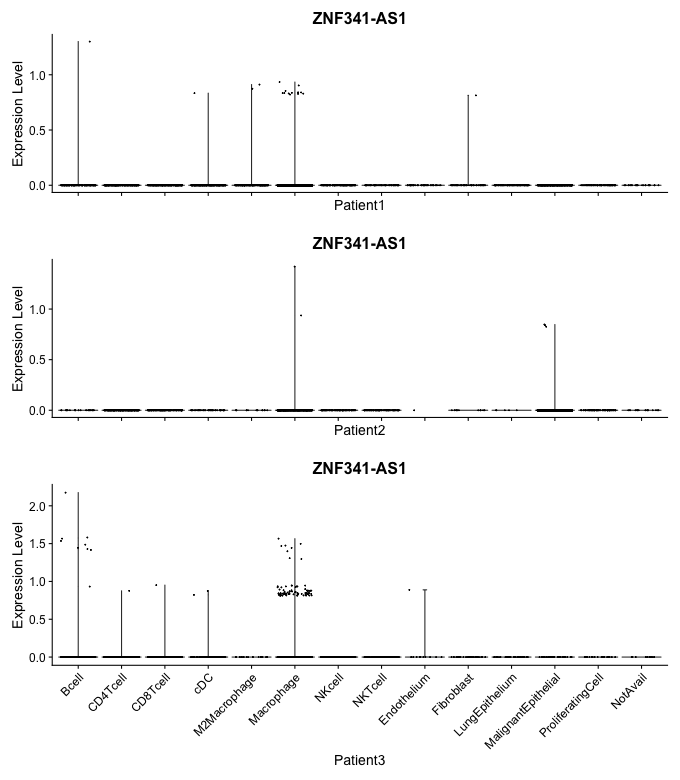 ZNF341-AS1
Expression Level
1.0
0.5
0.0
Patient1
ZNF341-AS1
Expression Level
1.0
0.5
0.0
Patient2
ZNF341-AS1
Expression Level
2.0
1.5
1.0
0.5
0.0
Bcell
CD4Tcell
CD8Tcell
cDC
M2Macrophage
Macrophage
NKcell
NKTcell
Endothelium
Fibroblast
LungEpithelium
MalignantEpithelial
ProliferatingCell
NotAvail
Patient3